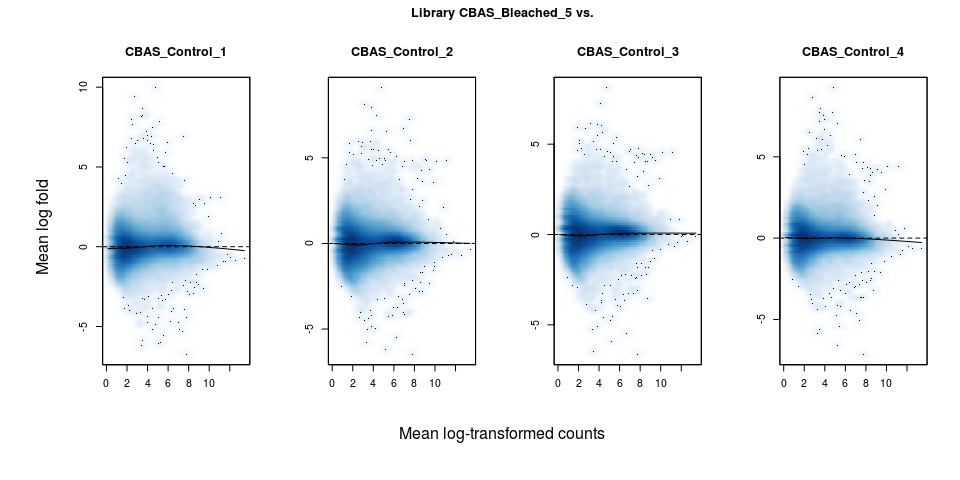 Library CBAS_Bleached_5 vs.
CBAS_Control_1
CBAS_Control_2
CBAS_Control_3
CBAS_Control_4
Mean log fold
10
5
0
-5
0 2 4 6 8 10
5
0
-5
0 2 4 6 8 10
5
0
-5
0 2 4 6 8 10
5
0
-5
0 2 4 6 8 10
Mean log-transformed counts